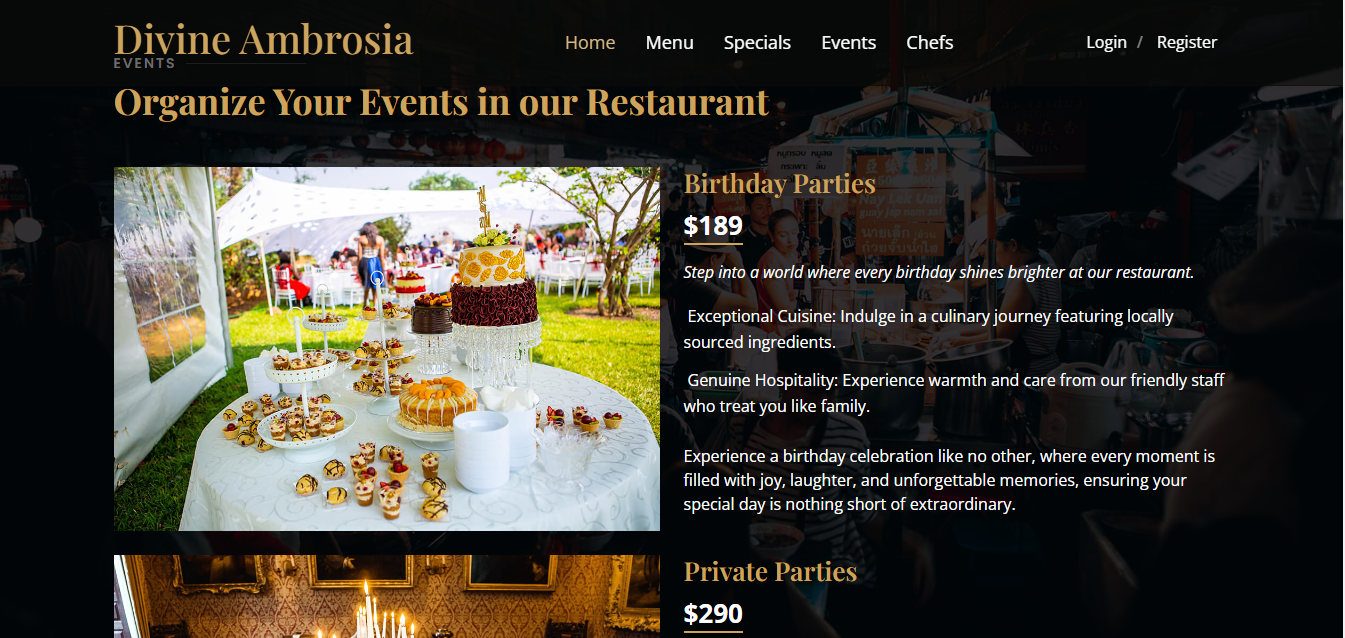 Divine Ambrosia
Home Menu Specials Events Chefs
Login / Register
EVENTS
Organize Your Events in our Restaurant
Birthday Parties
$189
Step into a world where every birthday shines brighter at our restaurant.
Exceptional Cuisine: Indulge in a culinary journey featuring locally
sourced ingredients.
Genuine Hospitality: Experience warmth and care from our friendly staff
who treat you like family.
Experience a birthday celebration like no other, where every moment is
filled with joy, laughter, and unforgettable memories, ensuring your
special day is nothing short of extraordinary.
Private Parties
$290